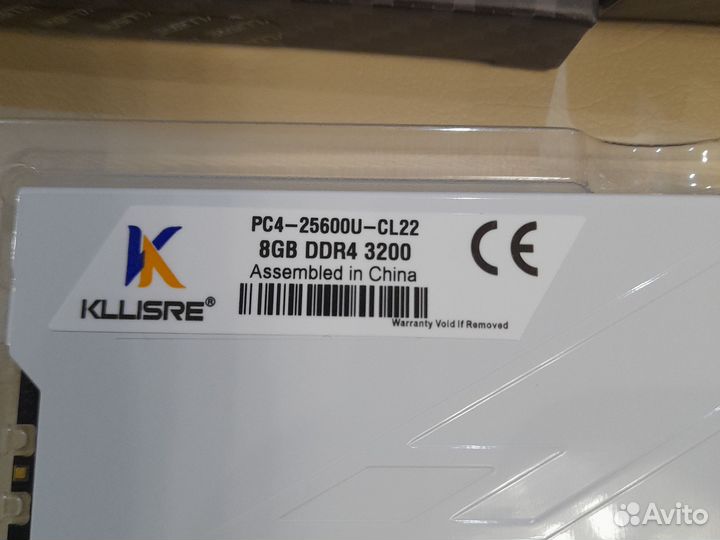 PC4-25600U-CL22
8GB DDR4 3200
Assembled in China
KLLISRE®
CE
Warranty Void If Removed
Avito